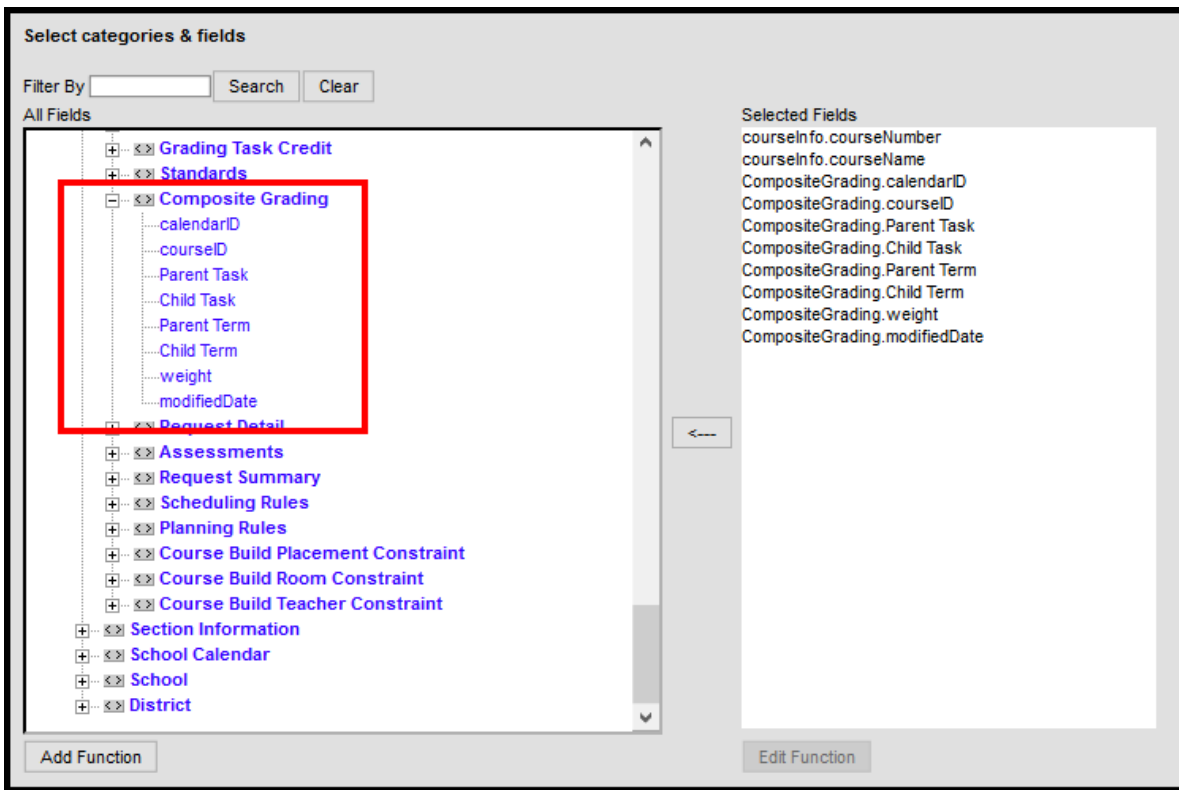 Select categories & fields
Filter By
Search
Clear
All Fields
Grading Task Credit
Standards
Composite Grading
calendarID
courseID
Parent Task
Child Task
Parent Term
Child Term
weight
modifiedDate
Request Detail
Assessments
Request Summary
Scheduling Rules
Planning Rules
Course Build Placement Constraint
Course Build Room Constraint
Course Build Teacher Constraint
Section Information
School Calendar
School
District
Add Function
<---
Selected Fields
courseInfo.courseNumber
courseInfo.courseName
CompositeGrading.calendarID
CompositeGrading.courseID
CompositeGrading.Parent Task
CompositeGrading.Child Task
CompositeGrading.Parent Term
CompositeGrading.Child Term
CompositeGrading.weight
CompositeGrading.modifiedDate
Edit Function